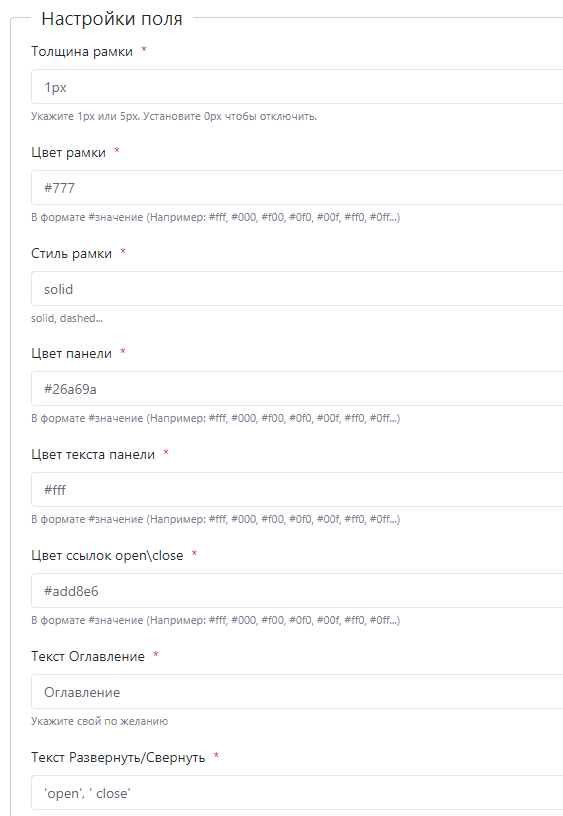 Настройки поля
Толщина рамки *
1px
Укажите 1px или 5px. Установите 0px чтобы отключить.
Цвет рамки *
#777
В формате #значение (Например: #fff, #000, #f00, #0f0, #00f, #ff0, #0ff...)
Стиль рамки *
solid
solid, dashed...
Цвет панели *
#26a69a
В формате #значение (Например: #fff, #000, #f00, #0f0, #00f, #ff0, #0ff...)
Цвет текста панели *
#fff
В формате #значение (Например: #fff, #000, #f00, #0f0, #00f, #ff0, #0ff...)
Цвет ссылок open\close *
#add8e6
В формате #значение (Например: #fff, #000, #f00, #0f0, #00f, #ff0, #0ff...)
Текст Оглавление *
Оглавление
Укажите свой по желанию
Текст Развернуть/Свернуть *
'open', ' close'